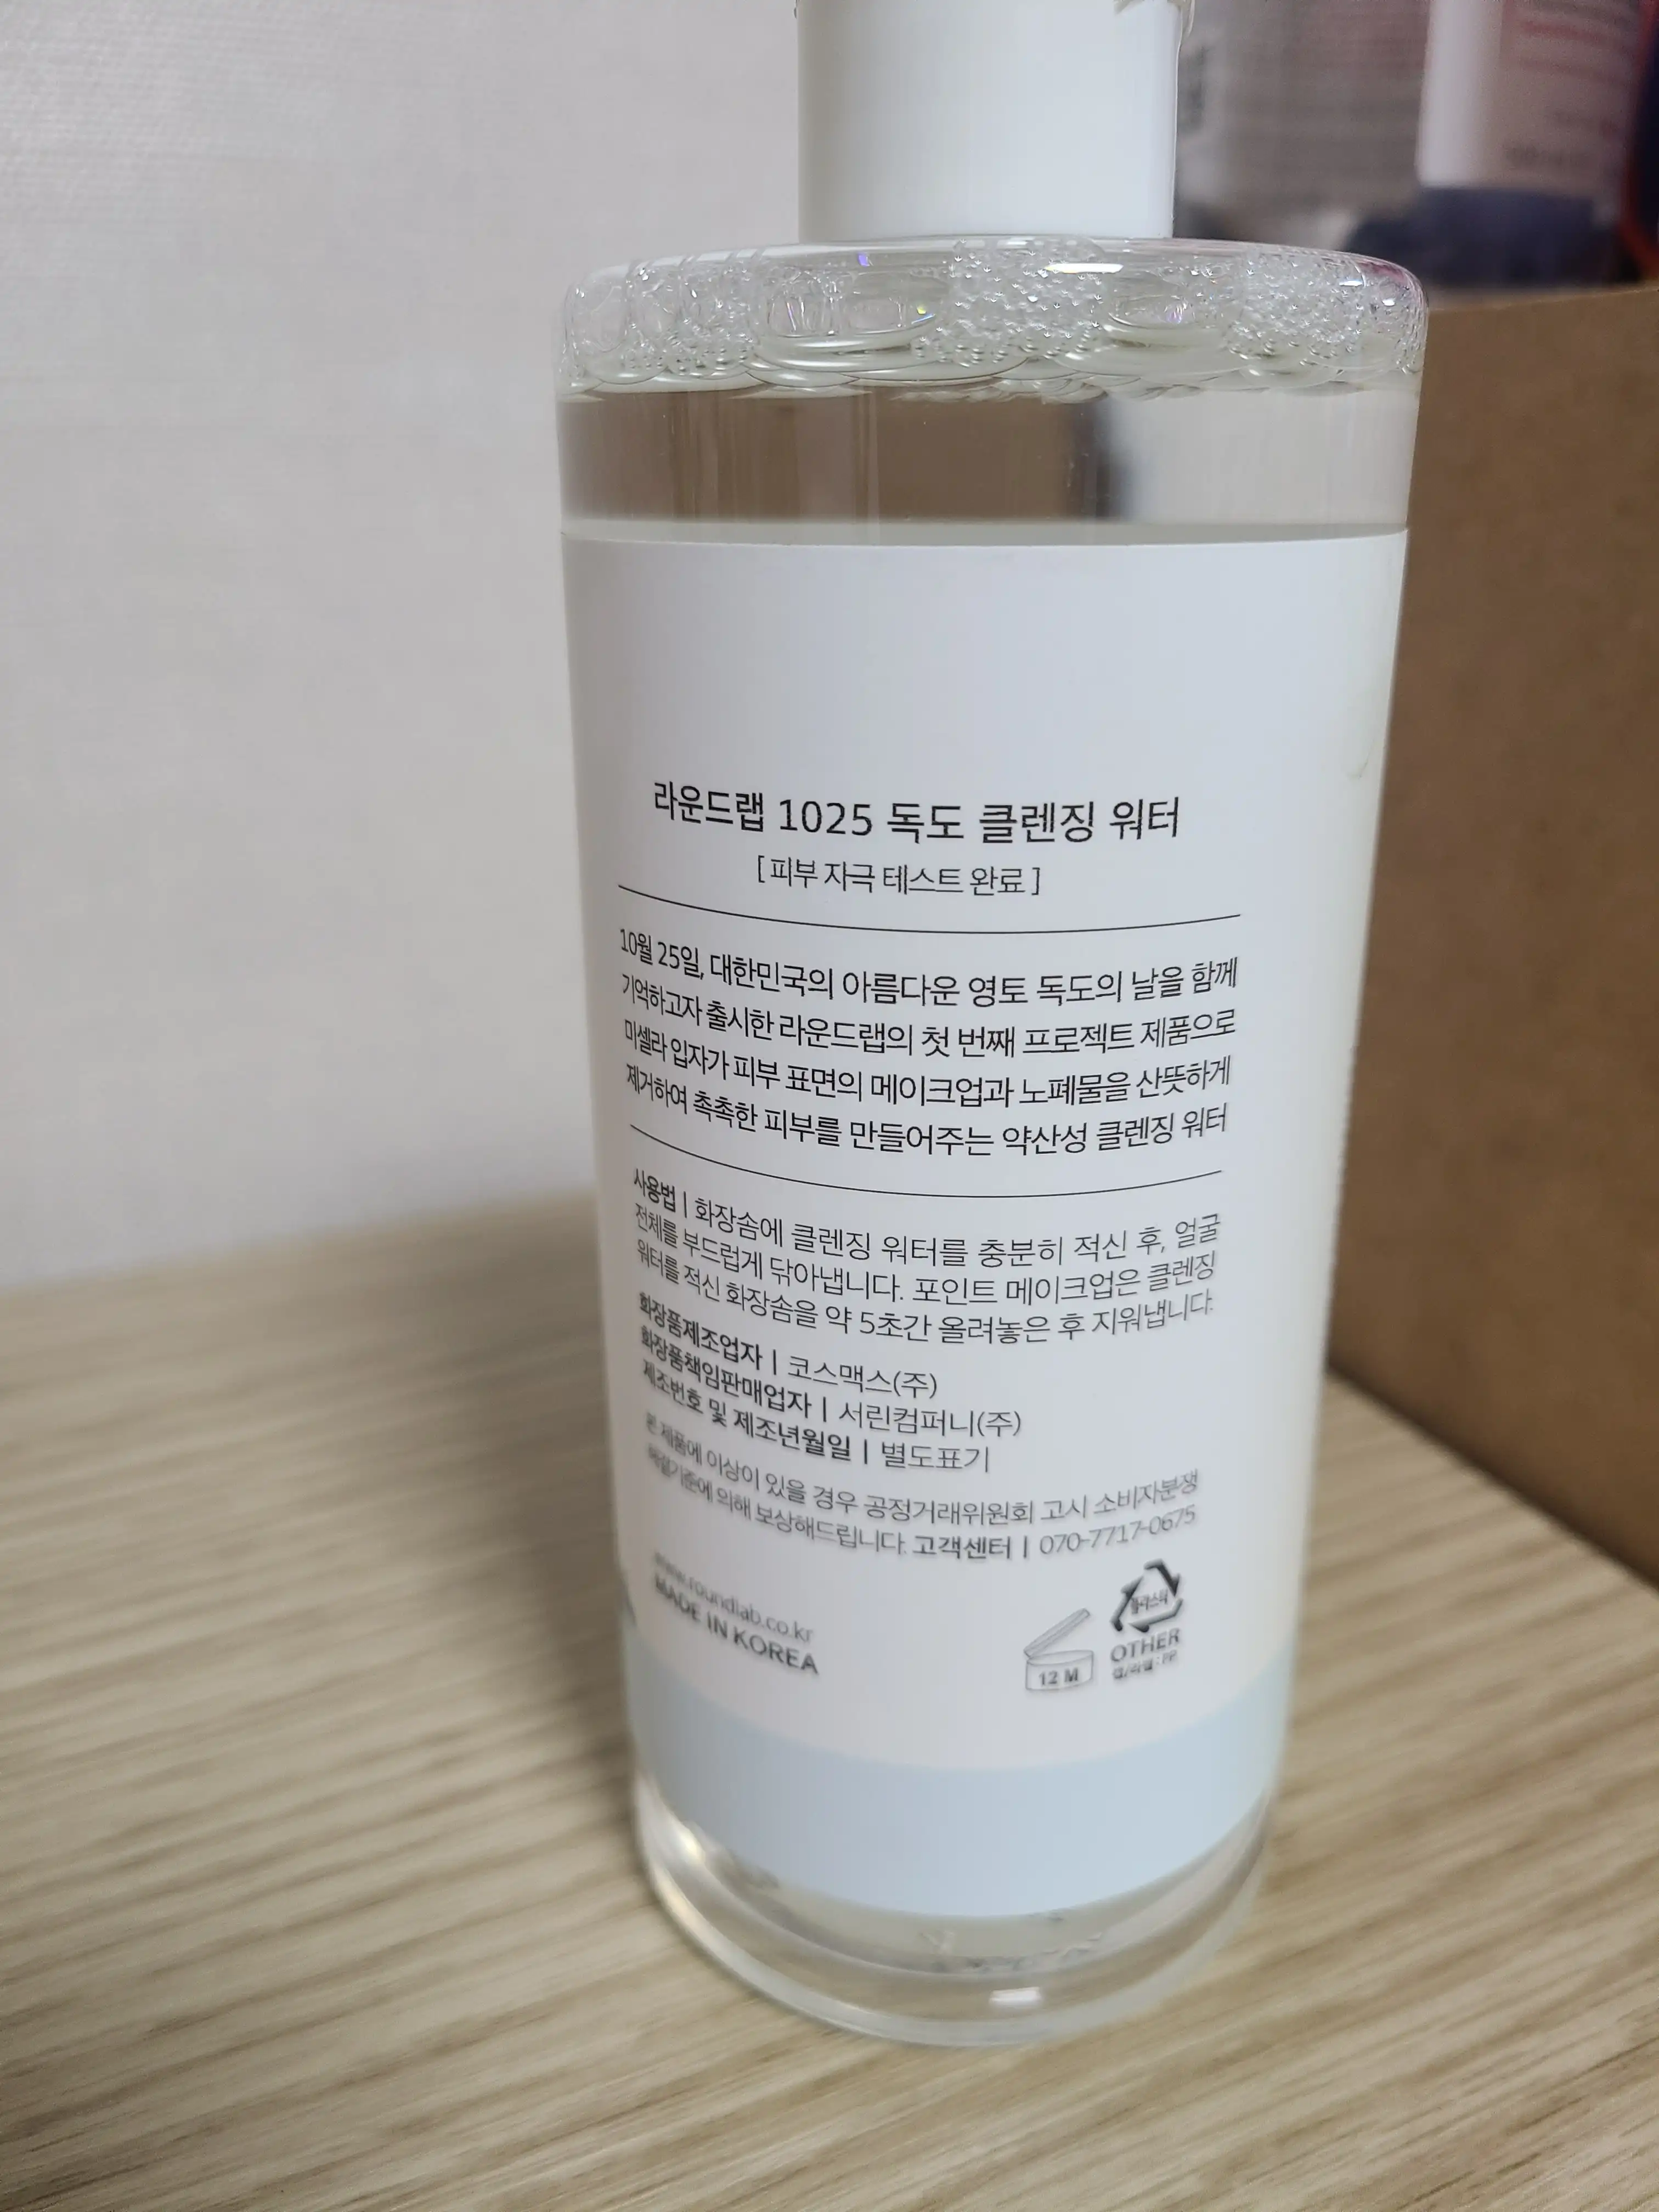 라운드랩 1025 독도 클렌징 워터
[ 피부 자극 테스트 완료 ]
10월 25일, 대한민국의 아름다운 영토 독도의 날을 함께
기억하고자 출시한 라운드랩의 첫 번째 프로젝트 제품으로
미셀라 입자가 피부 표면의 메이크업과 노폐물을 산뜻하게
제거하여 촉촉한 피부를 만들어주는 약산성 클렌징 워터
사용법 | 화장솜에 클렌징 워터를 충분히 적신 후, 얼굴
전체를 부드럽게 닦아냅니다. 포인트 메이크업은 클렌징
워터를 적신 화장솜을 약 5초간 올려놓은 후 지워냅니다.
화장품제조업자 | 코스맥스(주)
화장품책임판매업자 | 서린컴퍼니(주)
제조번호 및 제조년월일 | 별도표기
본 제품에 이상이 있을 경우 공정거래위원회 고시 소비자분쟁
해결기준에 의해 보상해드립니다. 고객센터 | 070-7717-0675
www.roundlab.co.kr
MADE IN KOREA
12 M
플라스틱
OTHER
캡/라벨 : PP